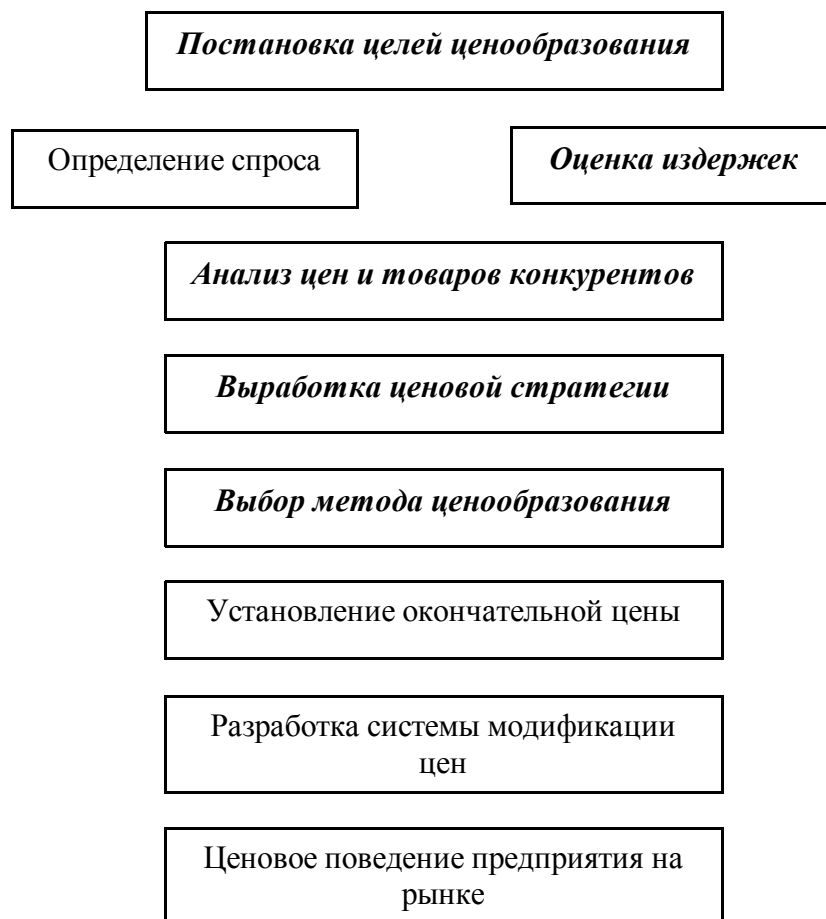 Постановка целей ценообразования
Определение спроса
Оценка издержек
Анализ цен и товаров конкурентов
Выработка ценовой стратегии
Выбор метода ценообразования
Установление окончательной цены
Разработка системы модификации
цен
Ценовое поведение предприятия на
рынке